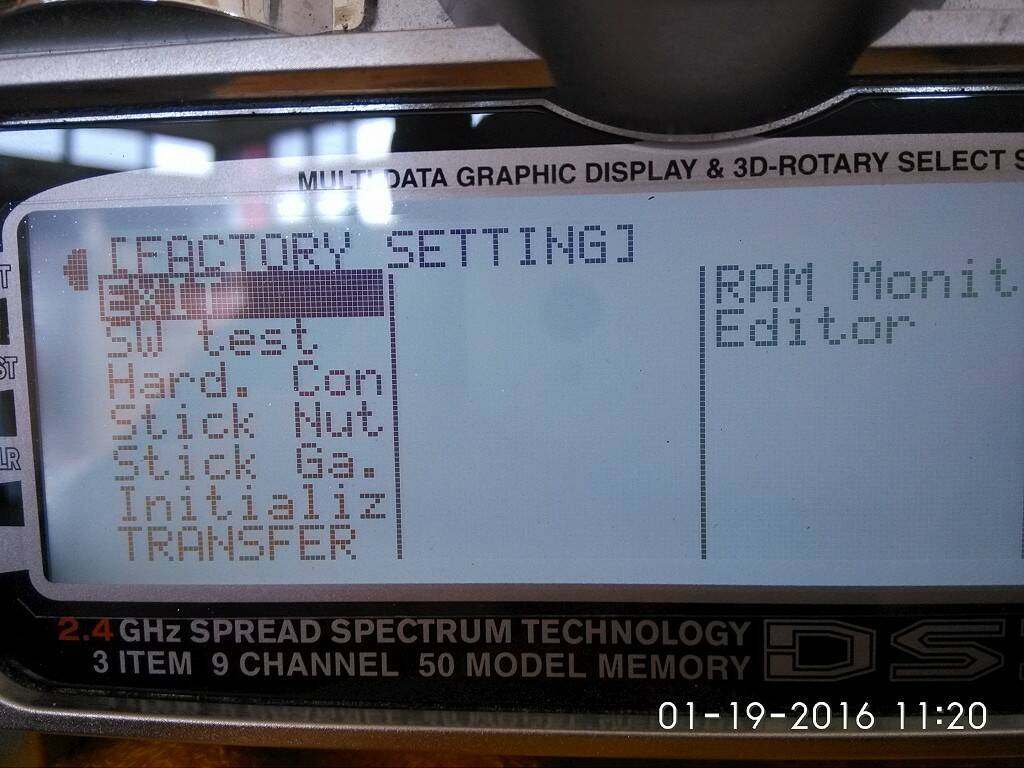 MULTI DATA GRAPHIC DISPLAY & 3D-ROTARY SELECT S
[FACTORY SETTING]
EXIT
SW test
Hard. Con
Stick Nut
Stick Ga.
Initializ
TRANSFER
RAM Monit
Editor
2.4 GHz SPREAD SPECTRUM TECHNOLOGY
3 ITEM 9 CHANNEL 50 MODEL MEMORY
DS
01-19-2016 11:20